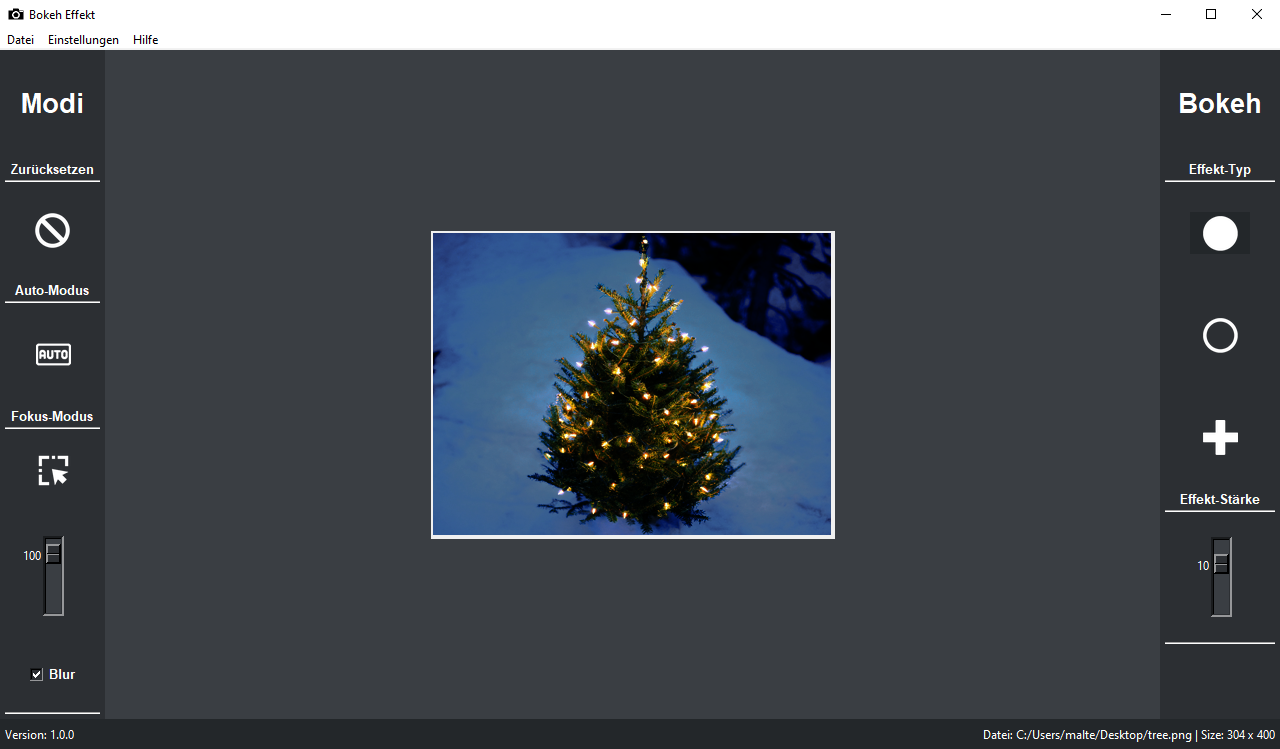 Bokeh Effekt
Datei Einstellungen Hilfe
Modi
Zurücksetzen
Auto-Modus
AUTO
Fokus-Modus
100
Blur
Bokeh
Effekt-Typ
Effekt-Stärke
10
Version: 1.0.0
Datei: C:/Users/malte/Desktop/tree.png | Size: 304 x 400